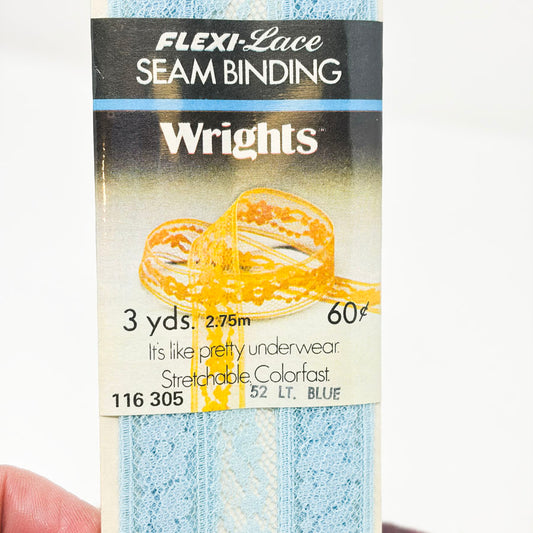 FLEXI-Lace
SEAM BINDING
Wrights™
3 yds. 2.75m 60¢
It's like pretty underwear.
Stretchable, Colorfast.
116 305 52 LT. BLUE